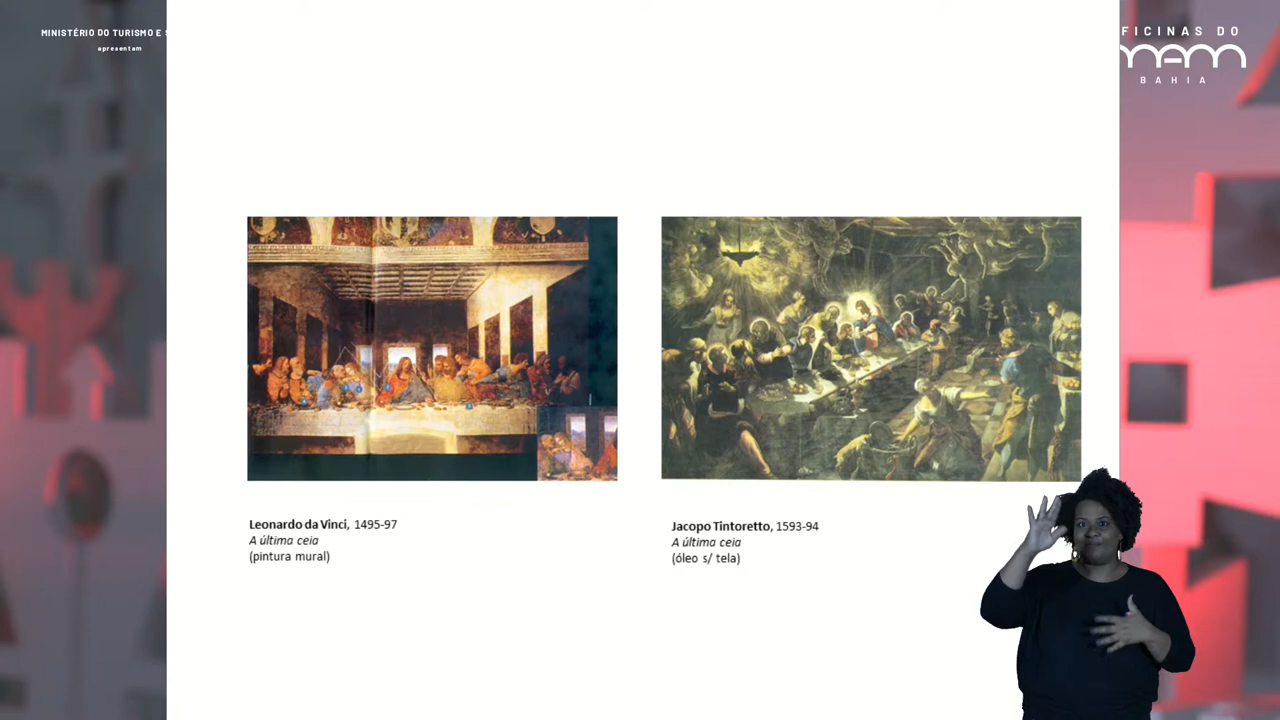 MINISTÉRIO DO TURISMO E
apresentam
FICINAS DO
MAM
BAHIA
Leonardo da Vinci, 1495-97
A última ceia
(pintura mural)
Jacopo Tintoretto, 1593-94
A última ceia
(óleo s/ tela)